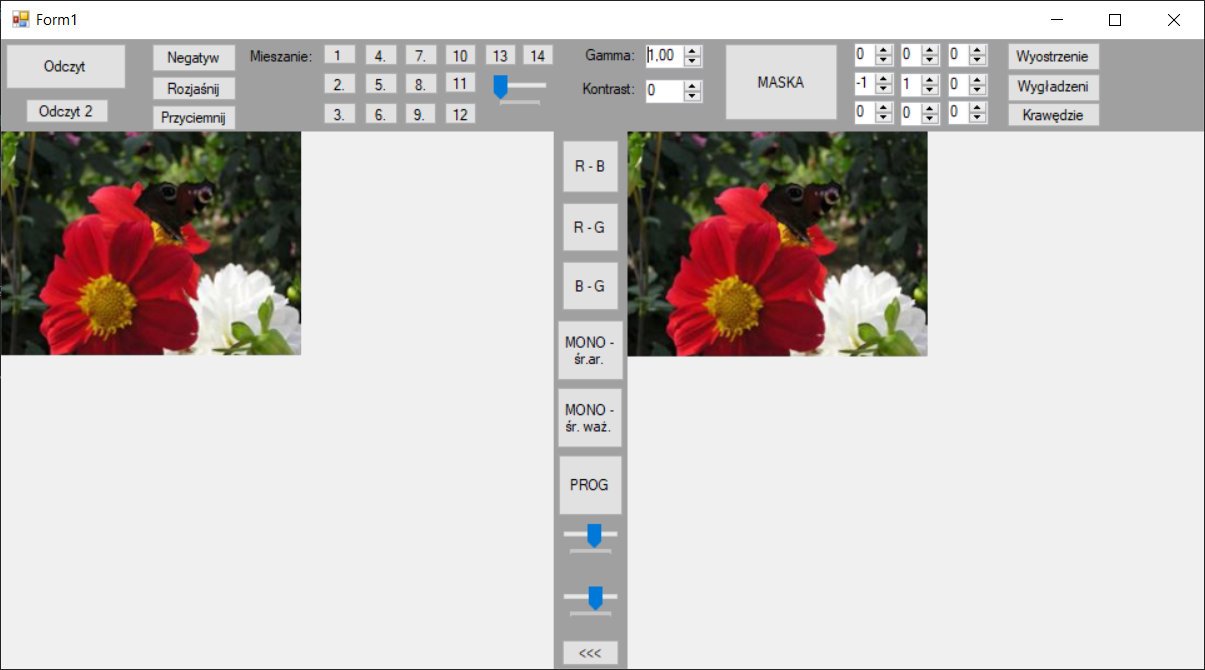 Form1
Odczyt
Odczyt 2
Negatyw
Rozjaśnij
Przyciemnij
Mieszanie:
1 4. 7. 10 13 14
2. 5. 8. 11
3. 6. 9. 12
Gamma: 1,00
Kontrast: 0
MASKA
0 0 0
-1 1 0
0 0 0
Wyostrzenie
Wygładzeni
Krawędzie
R - B
R - G
B - G
MONO -
śr.ar.
MONO -
śr. waż.
PROG
<<<